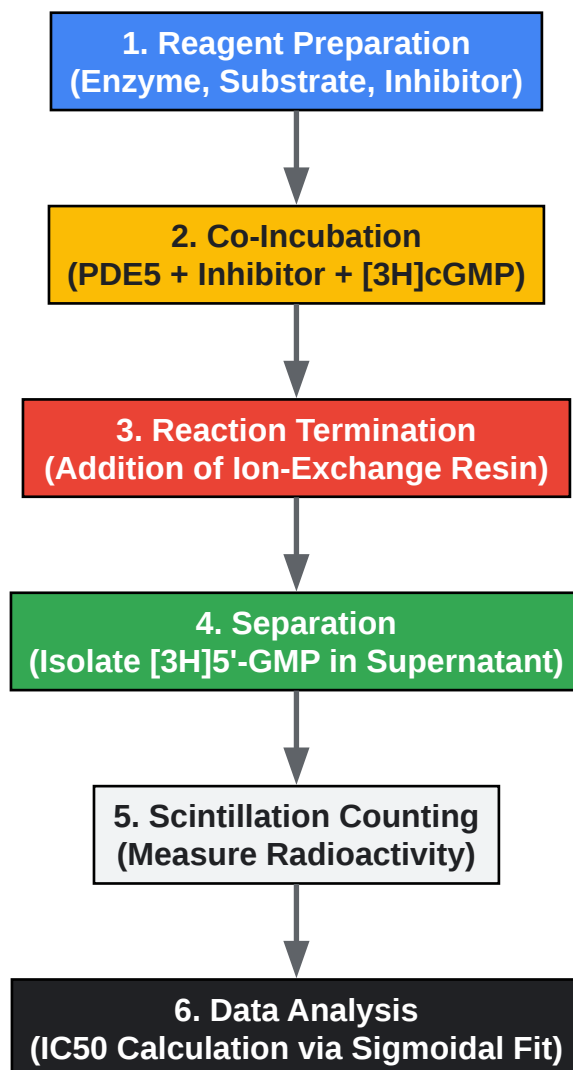 1. Reagent Preparation
(Enzyme, Substrate, Inhibitor)
2. Co-Incubation
(PDE5 + Inhibitor + [3H]cGMP)
3. Reaction Termination
(Addition of Ion-Exchange Resin)
4. Separation
(Isolate [3H]5'-GMP in Supernatant)
5. Scintillation Counting
(Measure Radioactivity)
6. Data Analysis
(IC50 Calculation via Sigmoidal Fit)